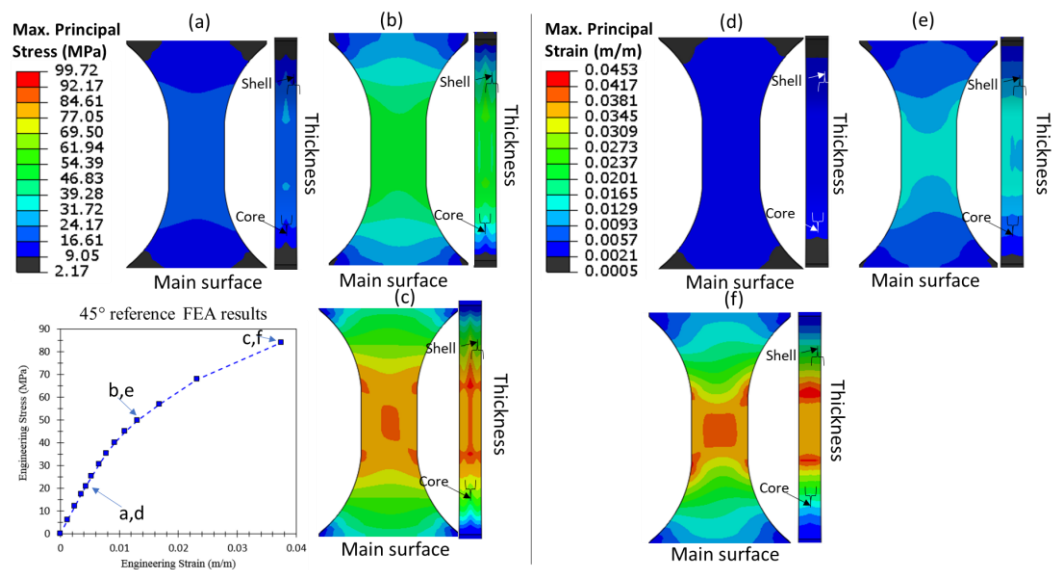 (a)
(b)
Max. Principal
Stress (MPa)
99.72
92.17
84.61
77.05
69.50
61.94
54.39
46.83
39.28
31.72
24.17
16.61
9.05
2.17
Shell
Core
Thickness
Main surface
Shell
Core
Thickness
Main surface
(d)
(e)
Max. Principal
Strain (m/m)
0.0453
0.0417
0.0381
0.0345
0.0309
0.0273
0.0237
0.0201
0.0165
0.0129
0.0093
0.0057
0.0021
0.0005
Shell
Core
Thickness
Main surface
Shell
Core
Thickness
Main surface
45° reference FEA results
90
80
70
60
50
40
30
20
10
0
Engineering Stress (MPa)
c,f
b,e
a,d
0
0.01
0.02
0.03
0.04
Engineering Strain (m/m)
(c)
Shell
Core
Thickness
Main surface
(f)
Shell
Core
Thickness
Main surface